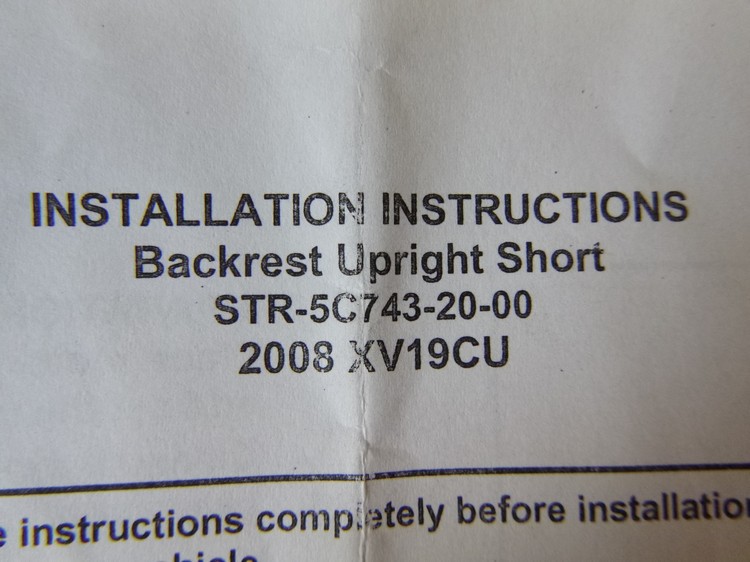 INSTALLATION INSTRUCTIONS
Backrest Upright Short
STR-5C743-20-00
2008 XV19CU
instructions completely before installation